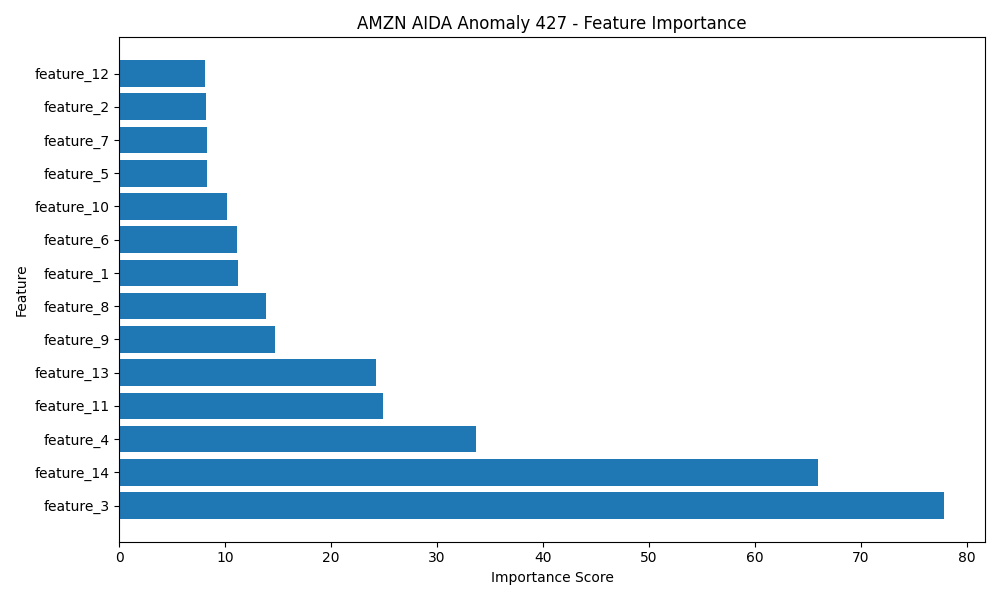 AMZN AIDA Anomaly 427 - Feature Importance
feature_12
feature_2
feature_7
feature_5
feature_10
feature_6
feature_1
feature_8
feature_9
feature_13
feature_11
feature_4
feature_14
feature_3
Feature
0 10 20 30 40 50 60 70 80
Importance Score